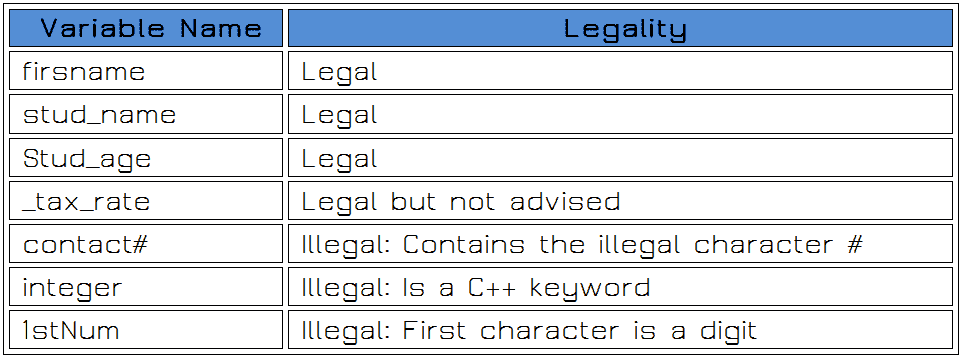 Variable Name Legality
firsname Legal
stud_name Legal
Stud_age Legal
_tax_rate Legal but not advised
contact# Illegal: Contains the illegal character #
integer Illegal: Is a C++ keyword
1stNum Illegal: First character is a digit